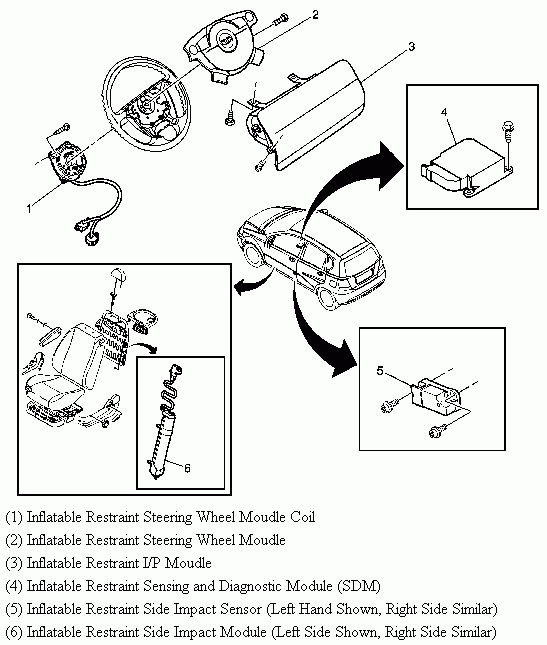 2
3
4
1
5
6
(1) Inflatable Restraint Steering Wheel Moudle Coil
(2) Inflatable Restraint Steering Wheel Moudle
(3) Inflatable Restraint I/P Moudle
(4) Inflatable Restraint Sensing and Diagnostic Module (SDM)
(5) Inflatable Restraint Side Impact Sensor (Left Hand Shown, Right Side Similar)
(6) Inflatable Restraint Side Impact Module (Left Side Shown, Right Side Similar)